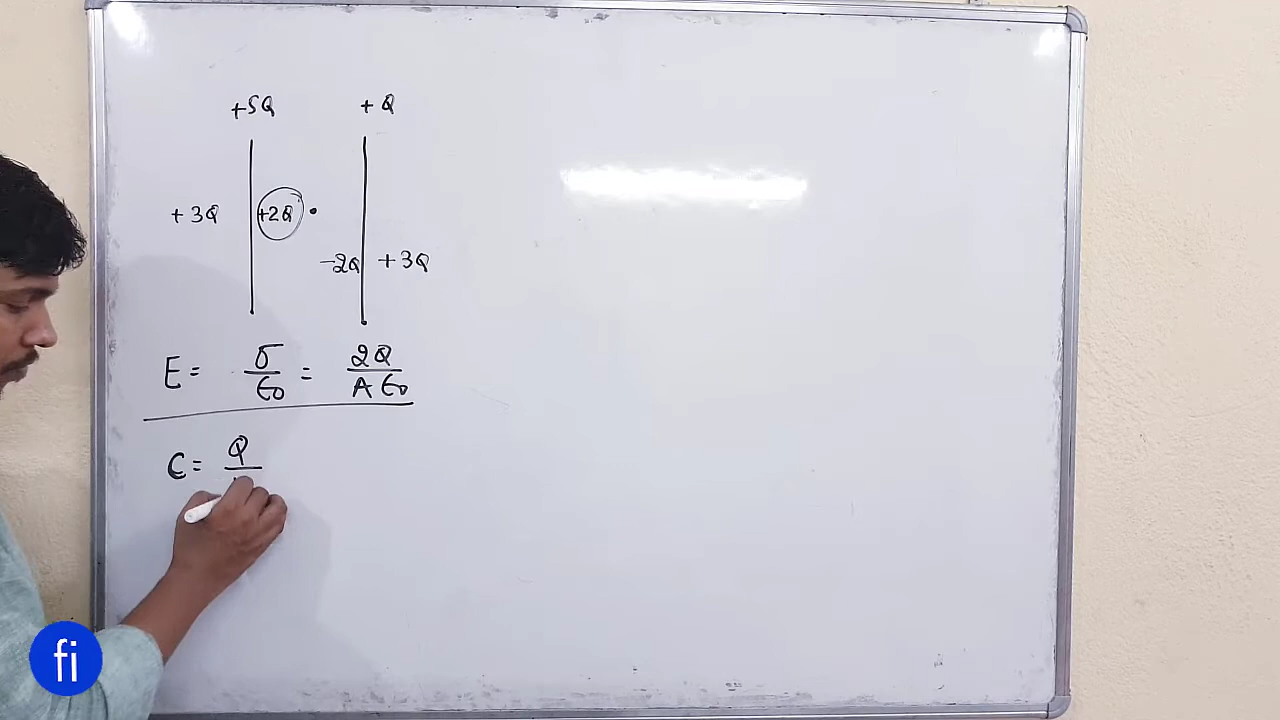 +5Q +Q
+3Q +2Q
-2Q +3Q
E = σ/ϵ0 = 2Q/Aϵ0
C = Q/
fi